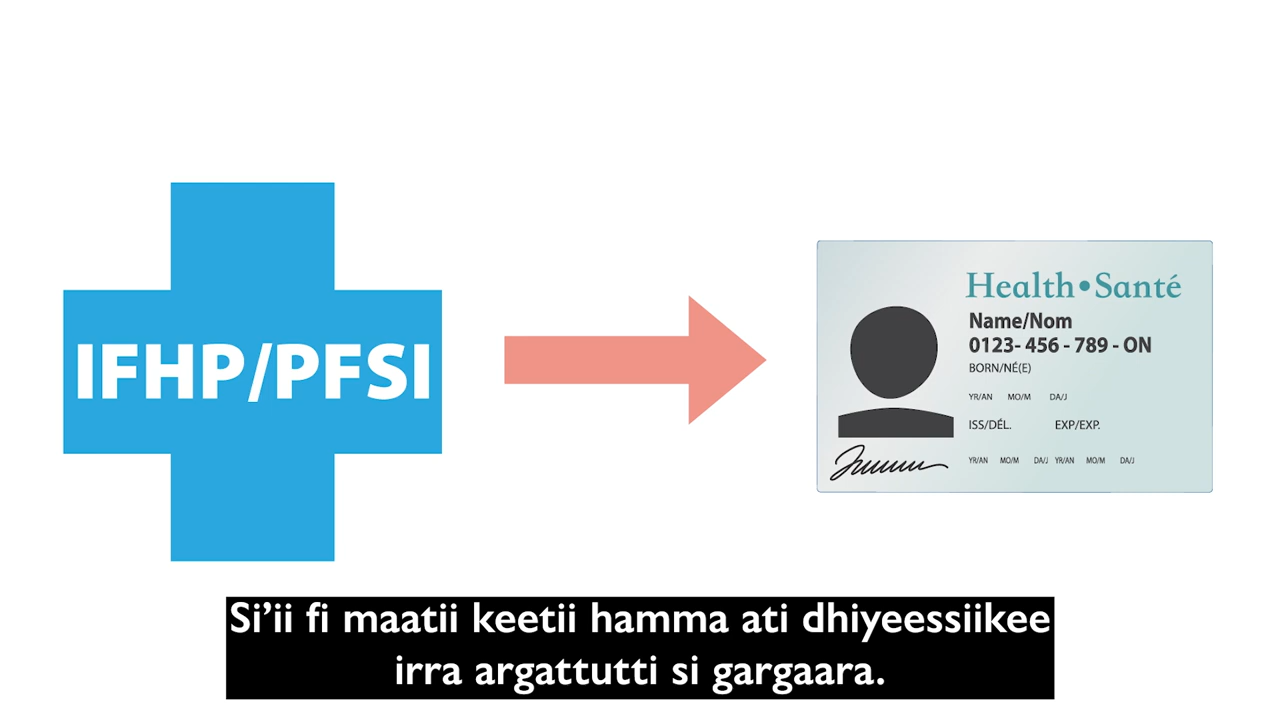 IFHP/PFSI
Health•Santé
Name/Nom
0123- 456 - 789 - ON
BORN/NÉ(E)
YR/AN MO/M DA/J
ISS/DÉL. EXP/EXP.
YR/AN MO/M DA/J YR/AN MO/M DA/J
Si’ii fi maatii keetii hamma ati dhiyeessiikee
irra argattutti si gargaara.